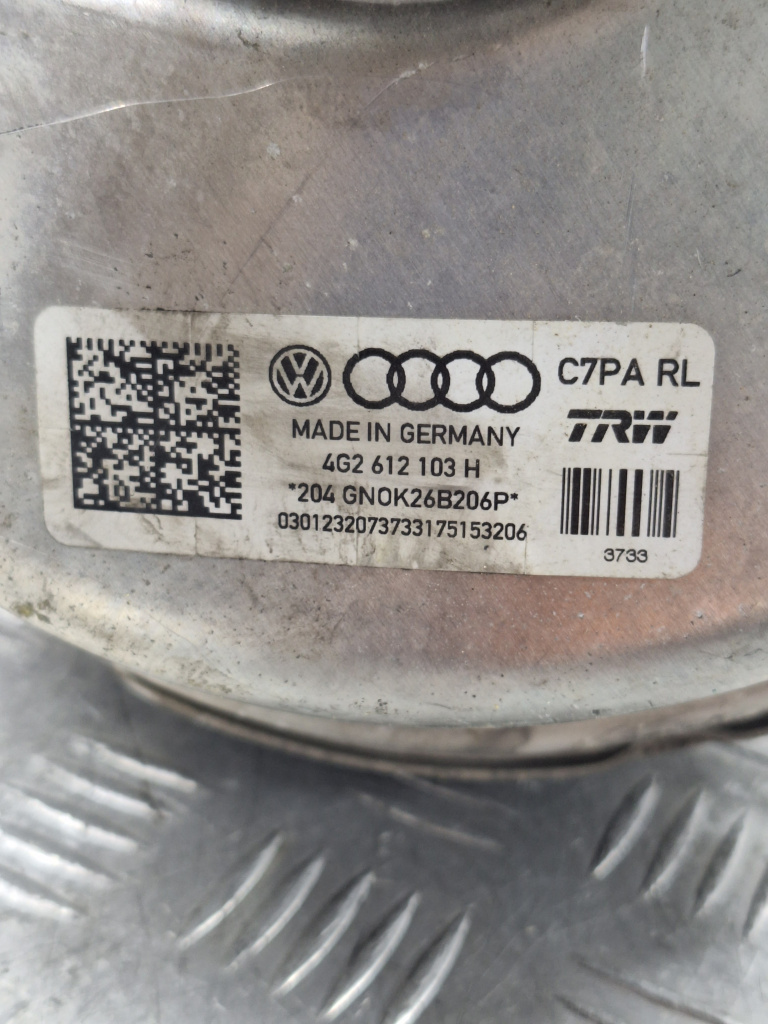 C7PA RL
TRW
MADE IN GERMANY
4G2 612 103 H
*204 GNOK26B206P*
0301232073733175153206
3733